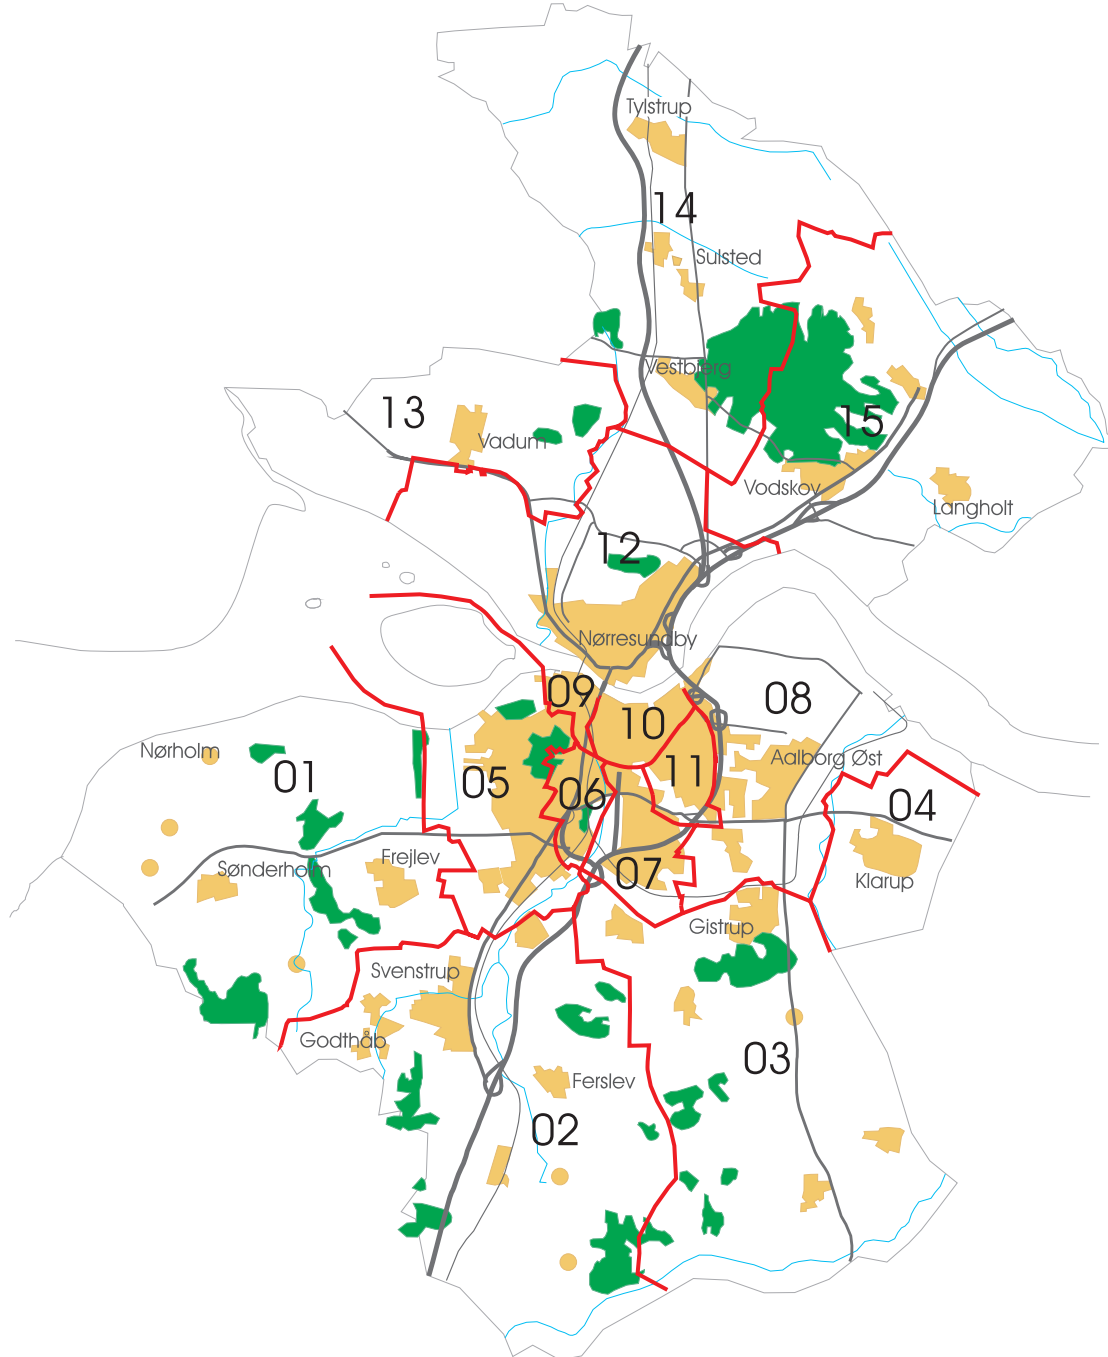 Tylstrup
14
Sulsted
Vestbjerg
13
15
Vadum
Vodskov
Langholt
12
Nørresundby
09
08
10
Nørholm
Aalborg Øst
01
05
11
06
04
Frejlev
Sønderholm
07
Klarup
Gistrup
Svenstrup
Godthåb
03
Ferslev
02